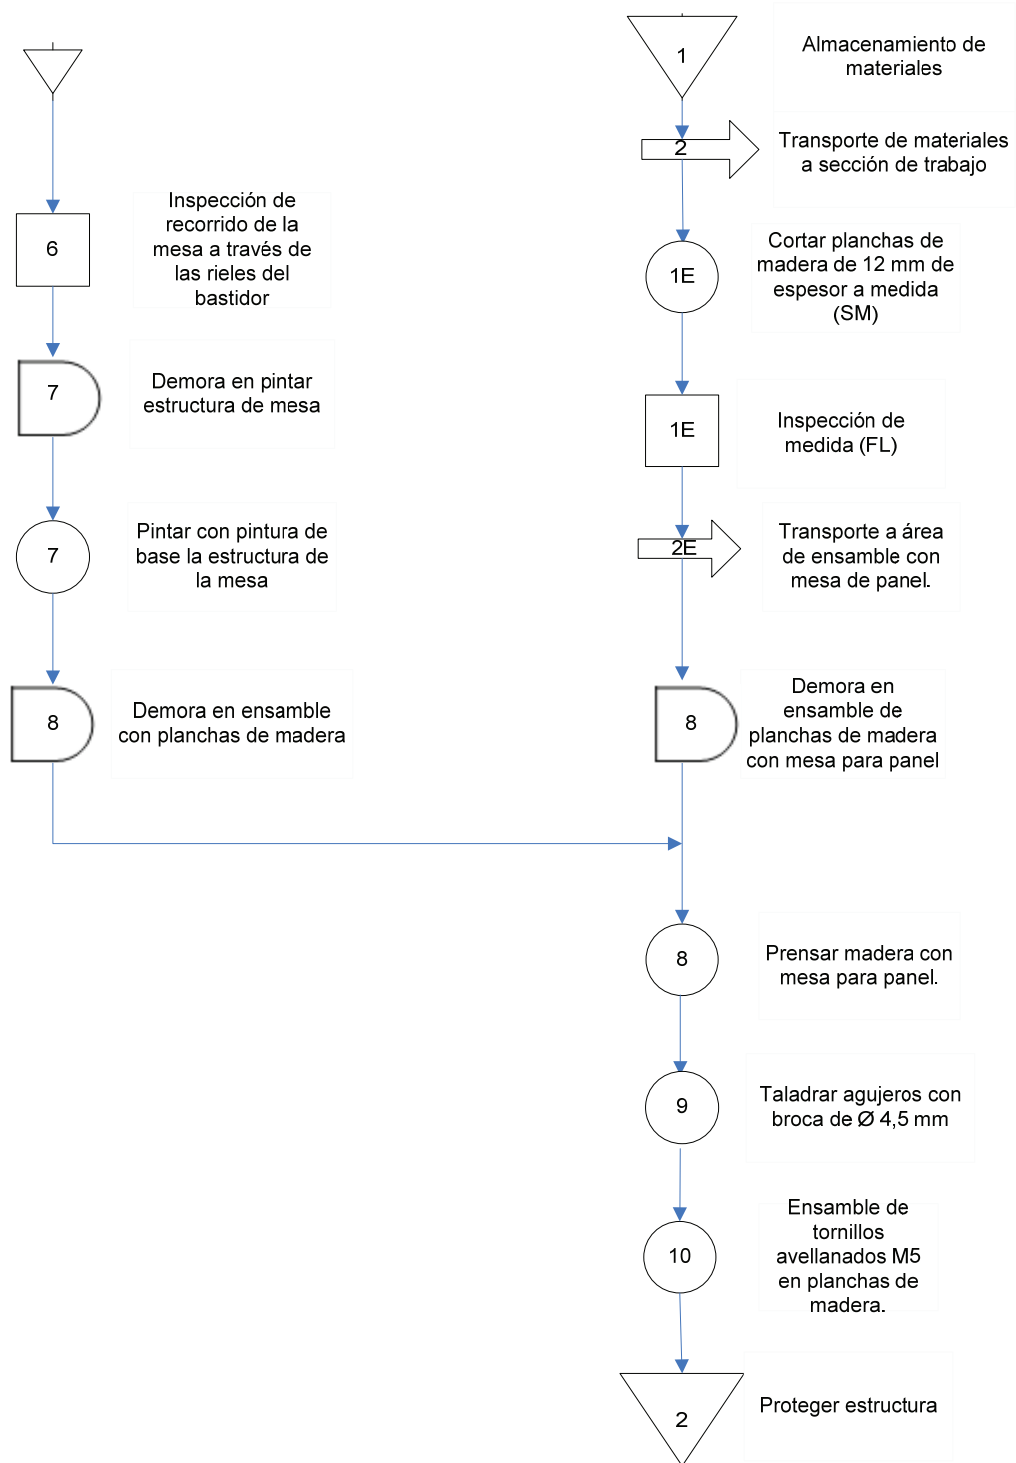 6
Inspección de
recorrido de la
mesa a través de
las rieles del
bastidor
7
Demora en pintar
estructura de mesa
7
Pintar con pintura de
base la estructura de
la mesa
8
Demora en ensamble
con planchas de madera
1
Almacenamiento de
materiales
2
Transporte de materiales
a sección de trabajo
1E
Cortar planchas de
madera de 12 mm de
espesor a medida
(SM)
1E
Inspección de
medida (FL)
2E
Transporte a área
de ensamble con
mesa de panel.
8
Demora en
ensamble de
planchas de madera
con mesa para panel
8
Prensar madera con
mesa para panel.
9
Taladrar agujeros con
broca de Ø 4,5 mm
10
Ensamble de
tornillos
avellanados M5
en planchas de
madera.
2
Proteger estructura